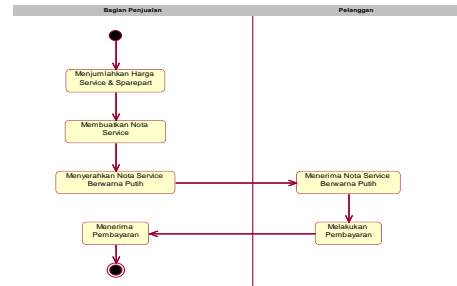 Bagian Penjualan
Pelanggan
Menjumlahkan Harga
Service & Sparepart
Membuatkan Nota
Service
Menyerahkan Nota Service
Berwarna Putih
Menerima Nota Service
Berwarna Putih
Menerima
Pembayaran
Melakukan
Pembayaran